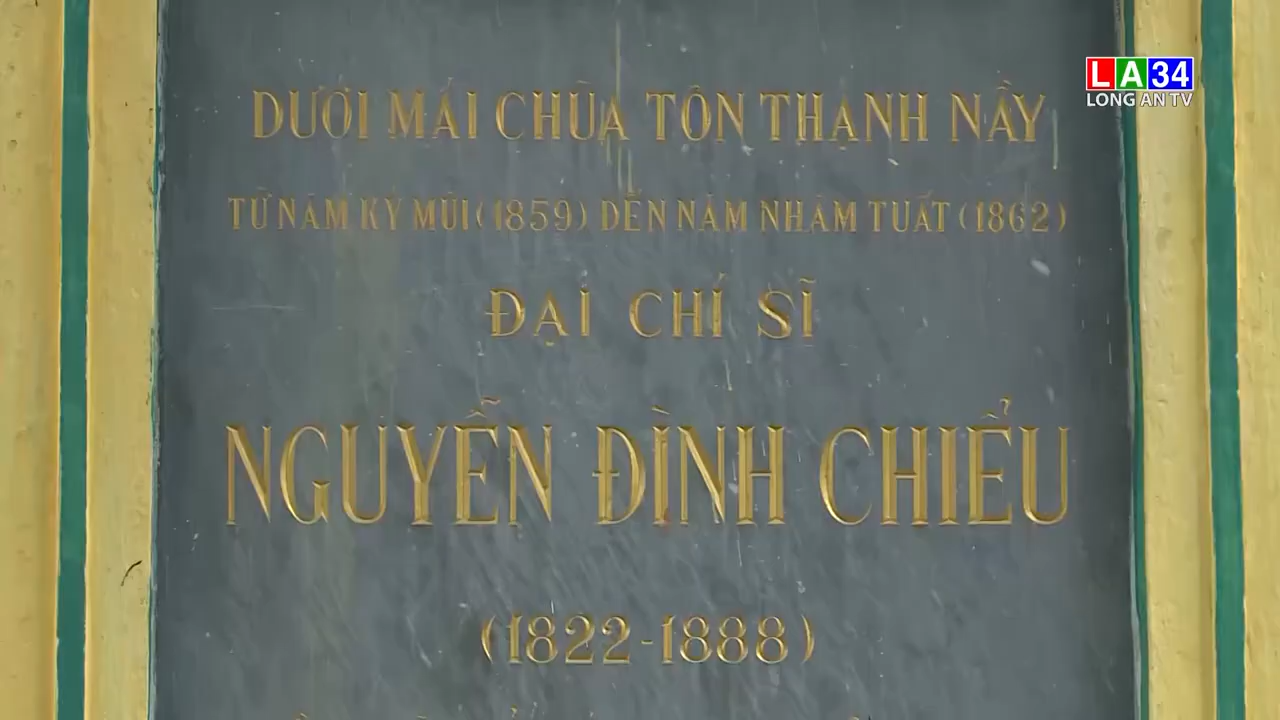 LA34
LONG AN TV
DƯỚI MÁI CHÙA TÔN THẠNH NẦY
TỪ NĂM KỶ MÙI (1859) ĐẾN NĂM NHÂM TUẤT (1862)
ĐẠI CHÍ SĨ
NGUYỄN ĐÌNH CHIỂU
(1822-1888)